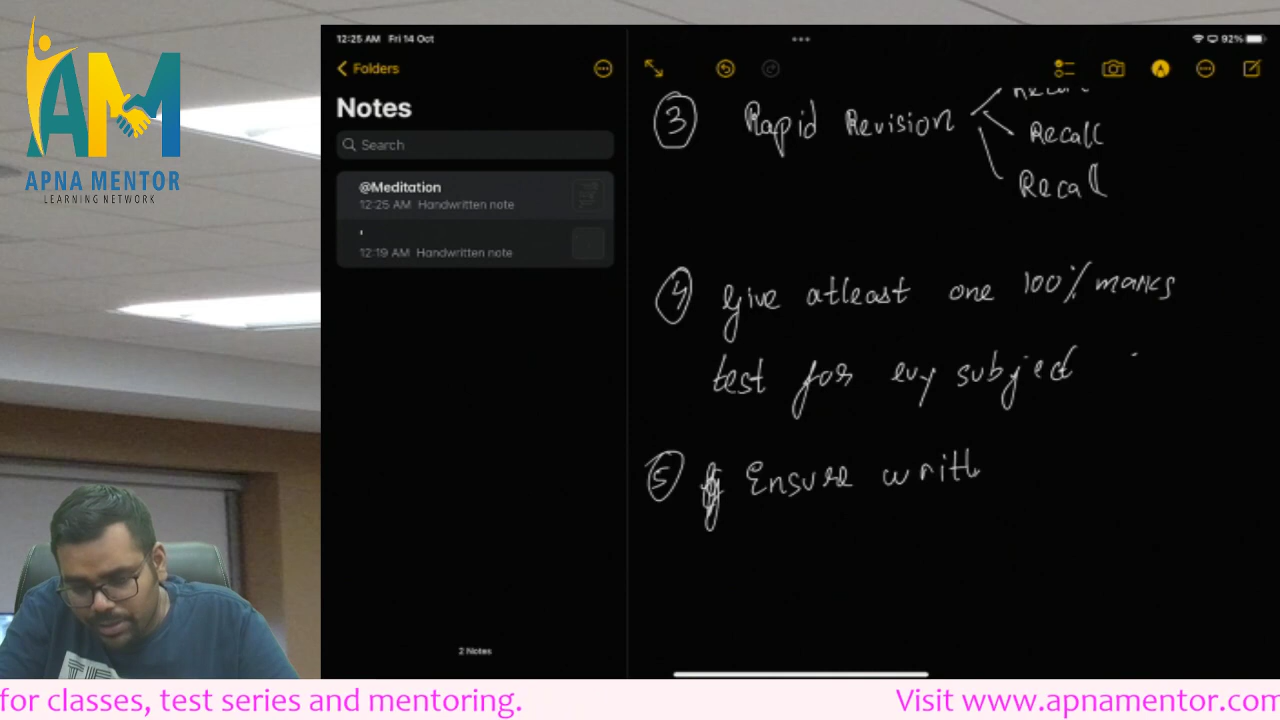 AM
APNA MENTOR
LEARNING NETWORK
12:25 AM Fri 14 Oct
92%
Folders
Notes
Search
@Meditation
12:25 AM Handwritten note
'
12:19 AM Handwritten note
2 Notes
③ Rapid Revision
Recall
Recall
④ Give atleast one 100% marks
test for evy subject
⑤ Ensure writt
for classes, test series and mentoring.
Visit www.apnamentor.com